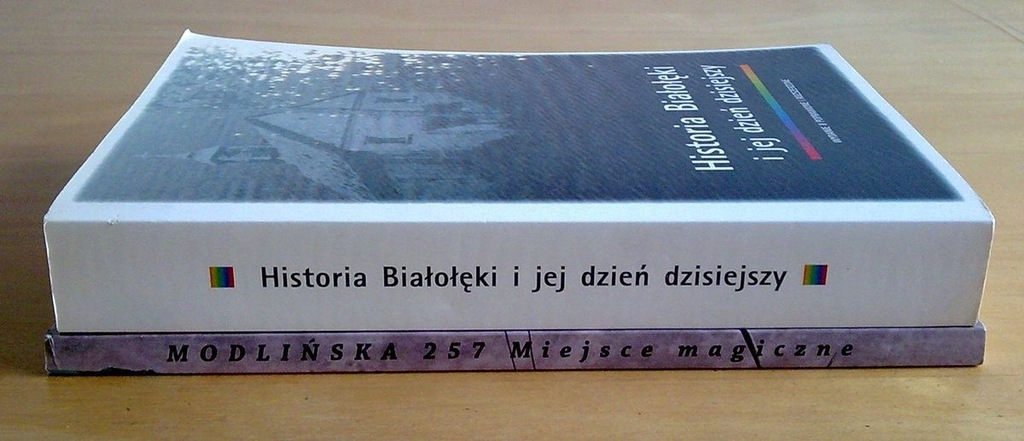 Historia Białołęki
i jej dzień dzisiejszy
Historia Białołęki i jej dzień dzisiejszy
MODLIŃSKA 257 Miejsce magiczne